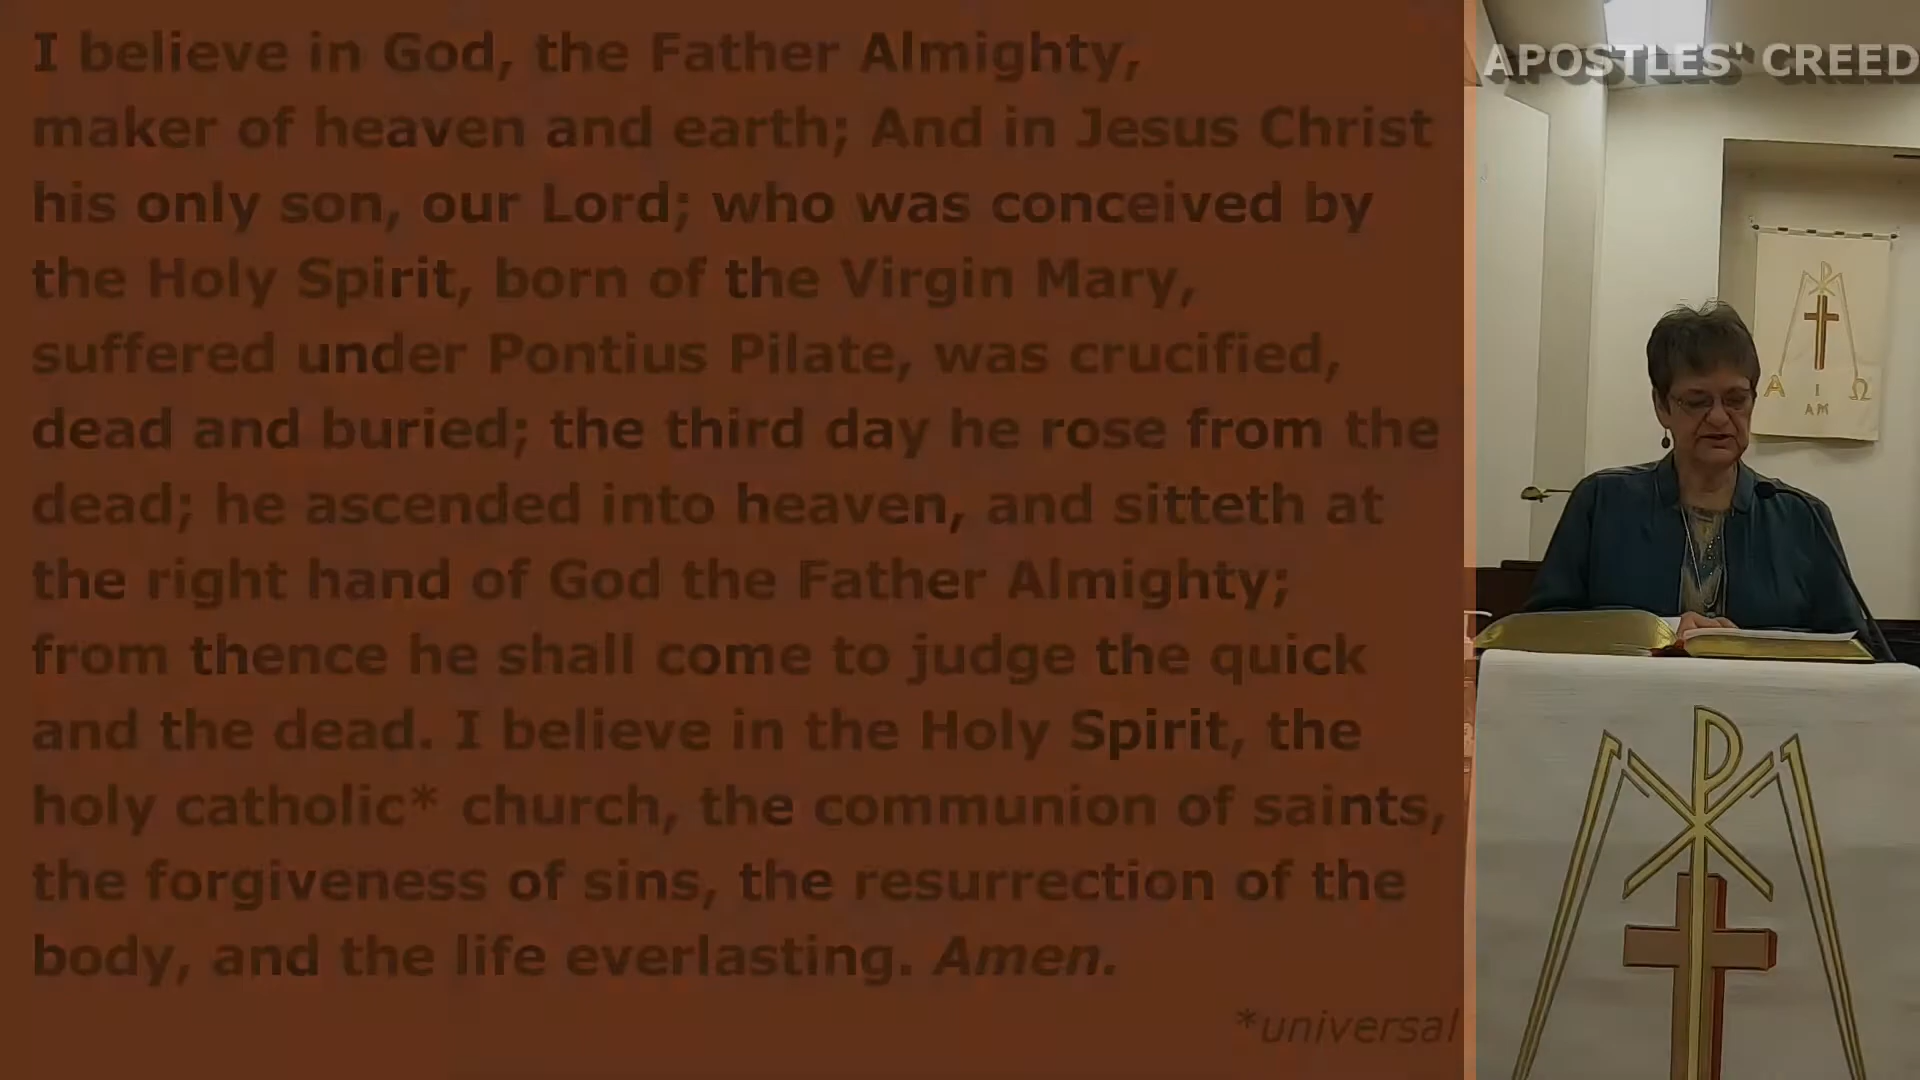 I believe in God, the Father Almighty,
maker of heaven and earth; And in Jesus Christ
his only son, our Lord; who was conceived by
the Holy Spirit, born of the Virgin Mary,
suffered under Pontius Pilate, was crucified,
dead and buried; the third day he rose from the
dead; he ascended into heaven, and sitteth at
the right hand of God the Father Almighty;
from thence he shall come to judge the quick
and the dead. I believe in the Holy Spirit, the
holy catholic* church, the communion of saints,
the forgiveness of sins, the resurrection of the
body, and the life everlasting. Amen.
*universal
APOSTLES' CREED
Α Ω
I
AM